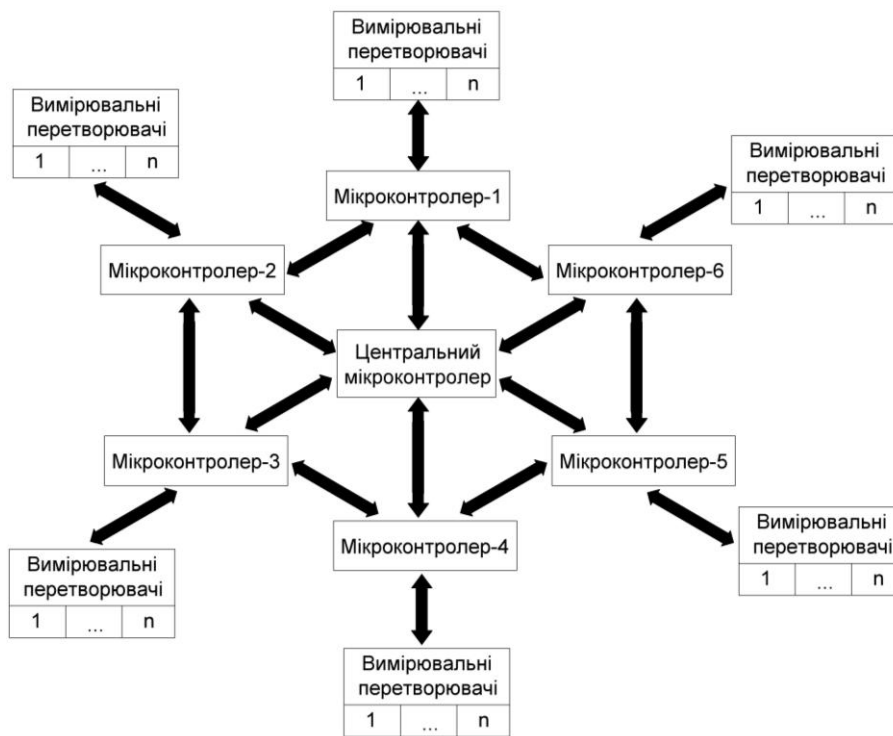 Вимірювальні
перетворювачі
1 ... n
Вимірювальні
перетворювачі
1 ... n
Вимірювальні
перетворювачі
1 ... n
Мікроконтролер-1
Мікроконтролер-2
Мікроконтролер-6
Центральний
мікроконтролер
Мікроконтролер-3
Мікроконтролер-5
Мікроконтролер-4
Вимірювальні
перетворювачі
1 ... n
Вимірювальні
перетворювачі
1 ... n
Вимірювальні
перетворювачі
1 ... n